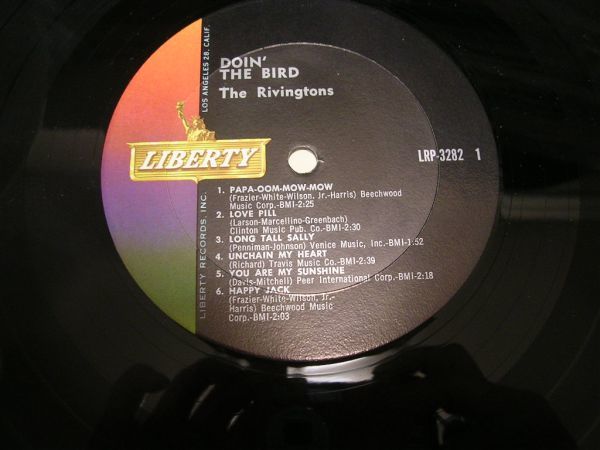 DOIN'
THE BIRD
The Rivingtons
LIBERTY
LOS ANGELES 28, CALIF.
LIBERTY RECORDS, INC.
LRP-3282 1
1. PAPA-OOM-MOW-MOW
(Frazier-White-Wilson, Jr.-Harris) Beechwood
Music Corp.-BMI-2:25
2. LOVE PILL
(Larson-Marcellino-Greenbach)
Clinton Music Pub. Co.-BMI-2:30
3. LONG TALL SALLY
(Penniman-Johnson) Venice Music, Inc.-BMI-1:52
4. UNCHAIN MY HEART
(Richard) Travis Music Co.-BMI-2:39
5. YOU ARE MY SUNSHINE
(Davis-Mitchell) Peer International Corp.-BMI-2:18
6. HAPPY JACK
(Frazier-White-Wilson, Jr.-
Harris) Beechwood Music
Corp.-BMI-2:03